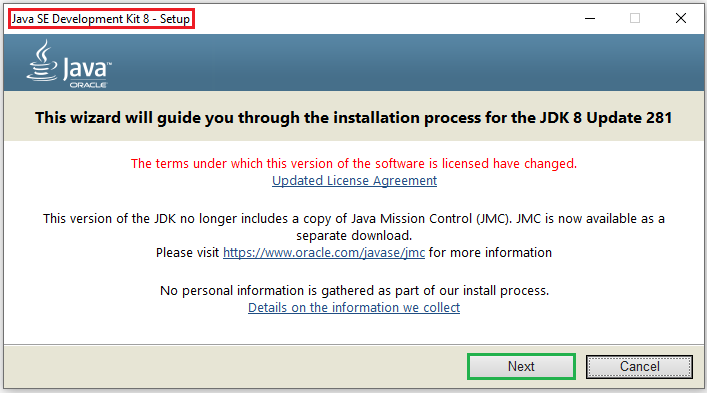 Java SE Development Kit 8 - Setup
Java™
ORACLE
This wizard will guide you through the installation process for the JDK 8 Update 281
The terms under which this version of the software is licensed have changed.
Updated License Agreement
This version of the JDK no longer includes a copy of Java Mission Control (JMC). JMC is now available as a
separate download.
Please visit https://www.oracle.com/javase/jmc for more information
No personal information is gathered as part of our install process.
Details on the information we collect
Next
Cancel